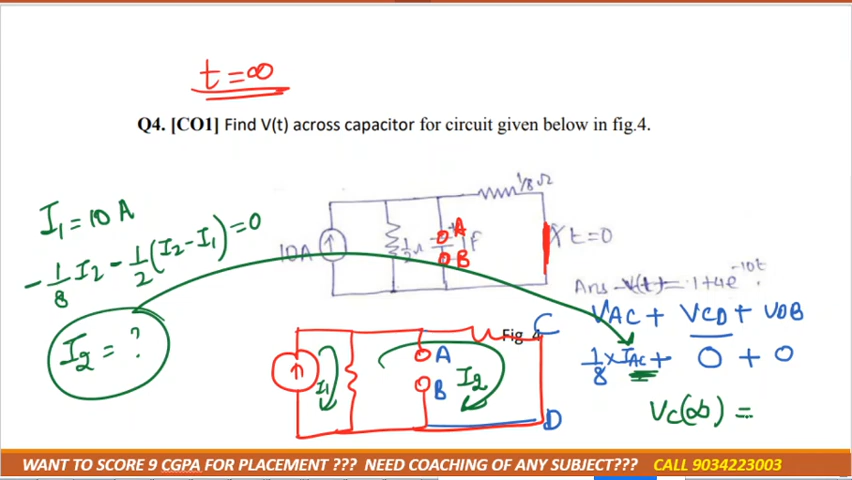 t = ∞
Q4. [CO1] Find V(t) across capacitor for circuit given below in fig.4.
I₁ = 10 A
-1/8 I₂ - 1/2 (I₂ - I₁) = 0
I₂ = ?
1/8 Ω
10A
1/2 Ω
A
B
1F
t=0
Ans - V(t) = 1+4e^-10t
VAC + VCD + VDB
1/8 × IAC + 0 + 0
Vc(∞) =
Fig. 4
C
A
B
I₁
I₂
D
WANT TO SCORE 9 CGPA FOR PLACEMENT ??? NEED COACHING OF ANY SUBJECT??? CALL 9034223003